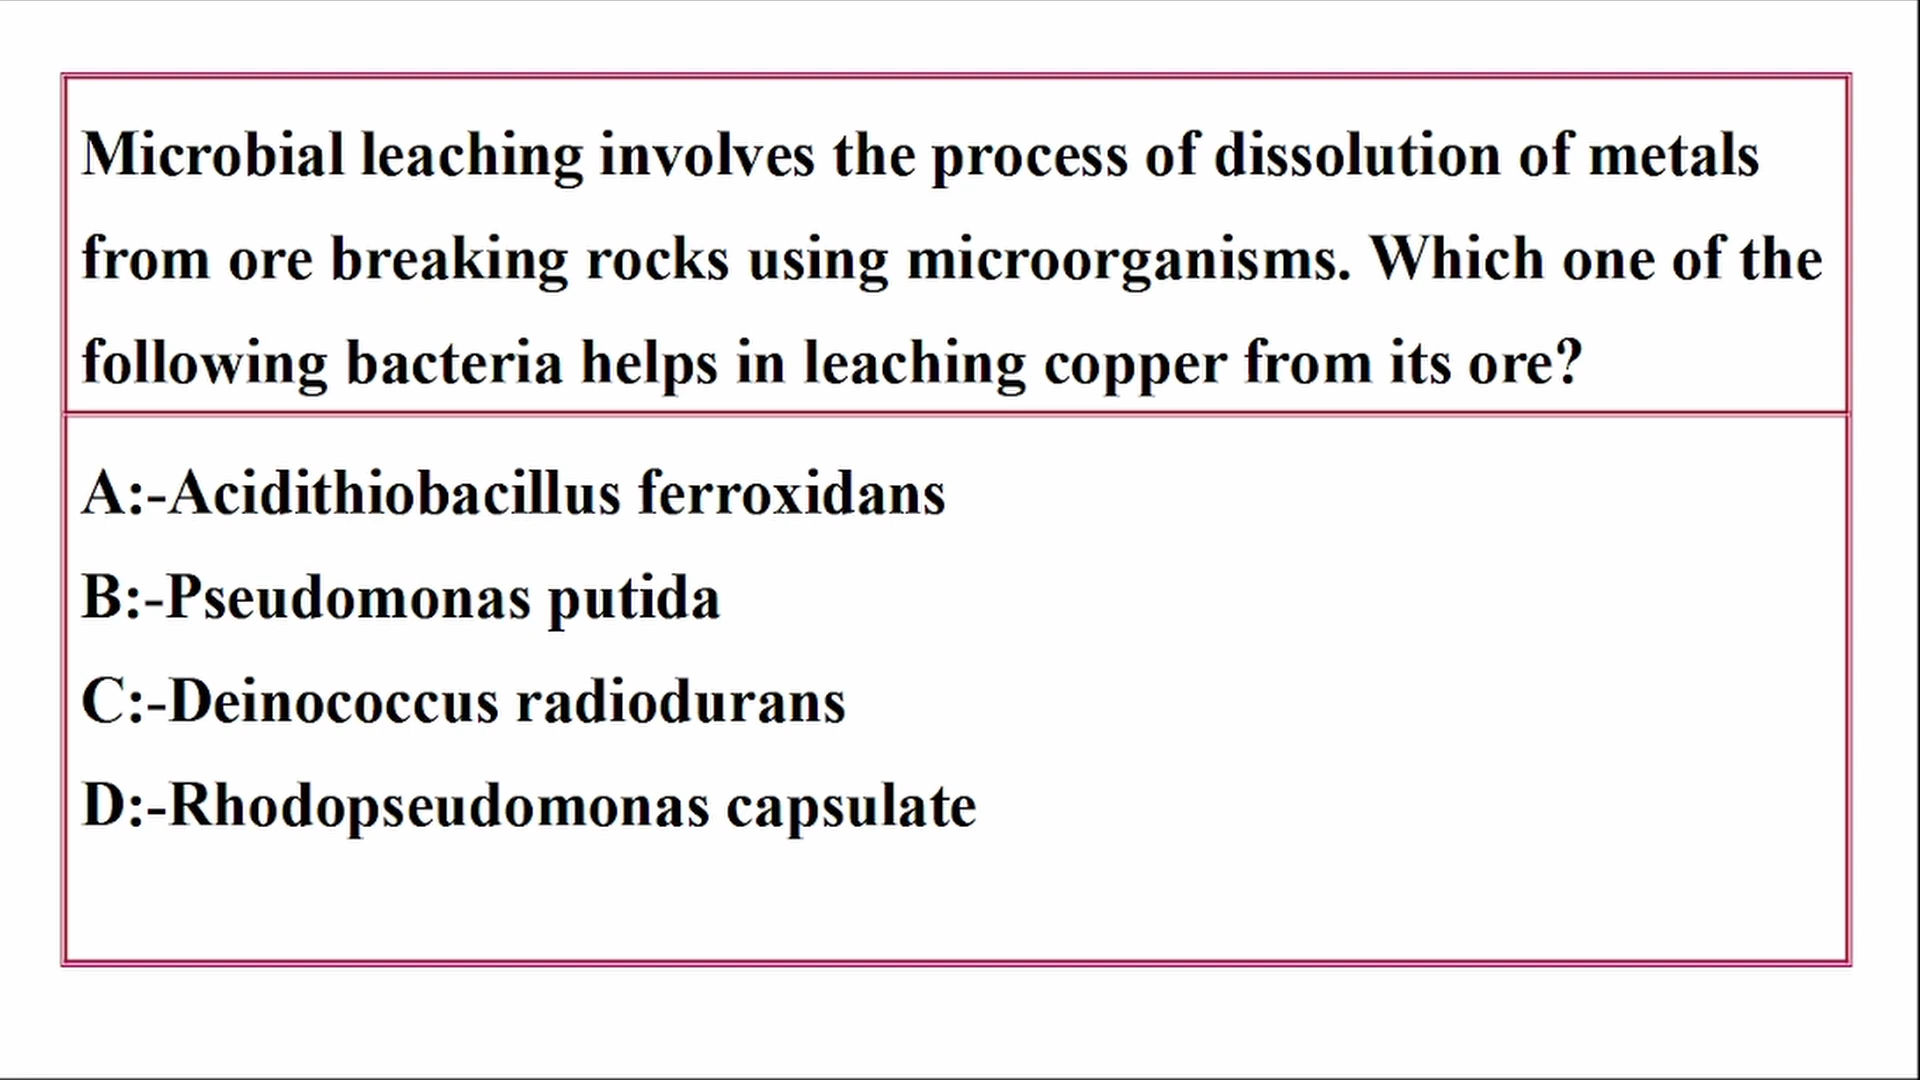 Microbial leaching involves the process of dissolution of metals
from ore breaking rocks using microorganisms. Which one of the
following bacteria helps in leaching copper from its ore?
A:-Acidithiobacillus ferroxidans
B:-Pseudomonas putida
C:-Deinococcus radiodurans
D:-Rhodopseudomonas capsulate